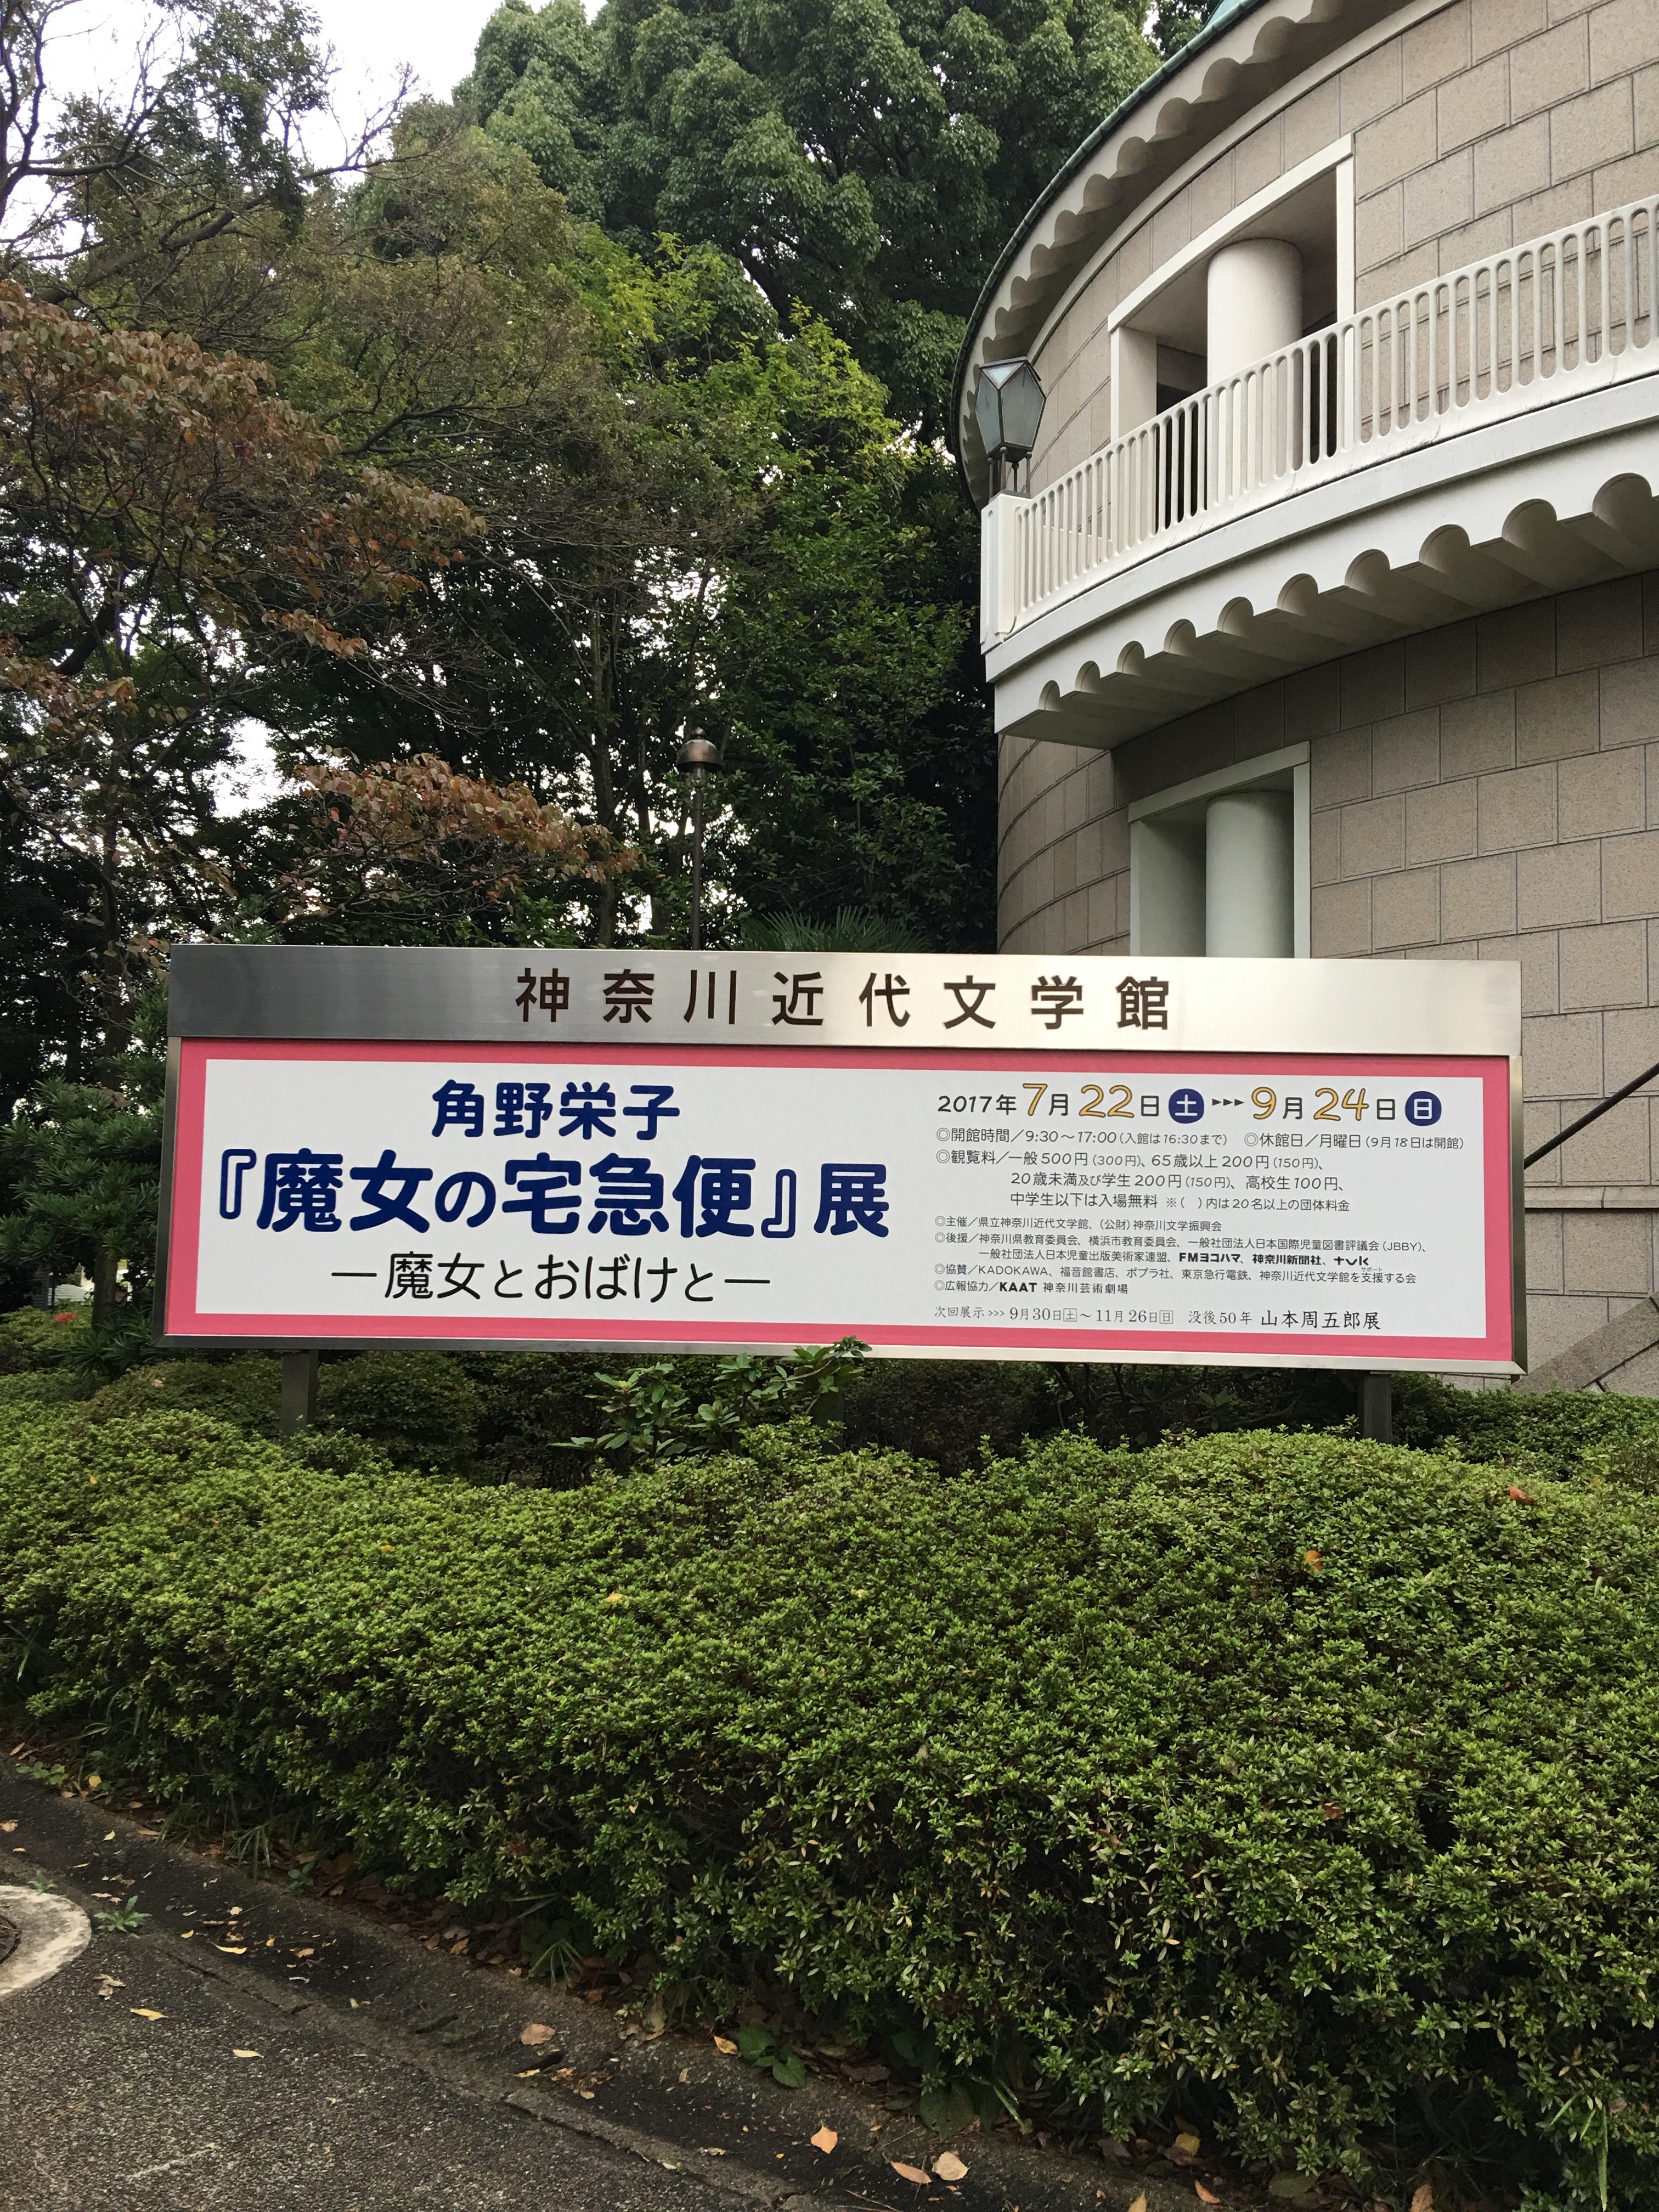 神奈川近代文学館
角野栄子
『魔女の宅急便』展
―魔女とおばけと―
2017年7月22日土▶▶▶9月24日日
◎開館時間/9:30～17:00(入館は16:30まで) ◎休館日/月曜日(9月18日は開館)
◎観覧料/一般500円(300円)、65歳以上200円(150円)、
20歳未満及び学生200円(150円)、高校生100円、
中学生以下は入場無料 ※( )内は20名以上の団体料金
◎主催/県立神奈川近代文学館、(公財)神奈川文学振興会
◎後援/神奈川県教育委員会、横浜市教育委員会、一般社団法人日本国際児童図書評議会(JBBY)、
一般社団法人日本児童出版美術家連盟、FMヨコハマ、神奈川新聞社、tvk
◎協賛/KADOKAWA、福音館書店、ポプラ社、東京急行電鉄、神奈川近代文学館を支援する会
サポート
◎広報協力/KAAT 神奈川芸術劇場
次回展示>>>9月30日土～11月26日日 没後50年 山本周五郎展